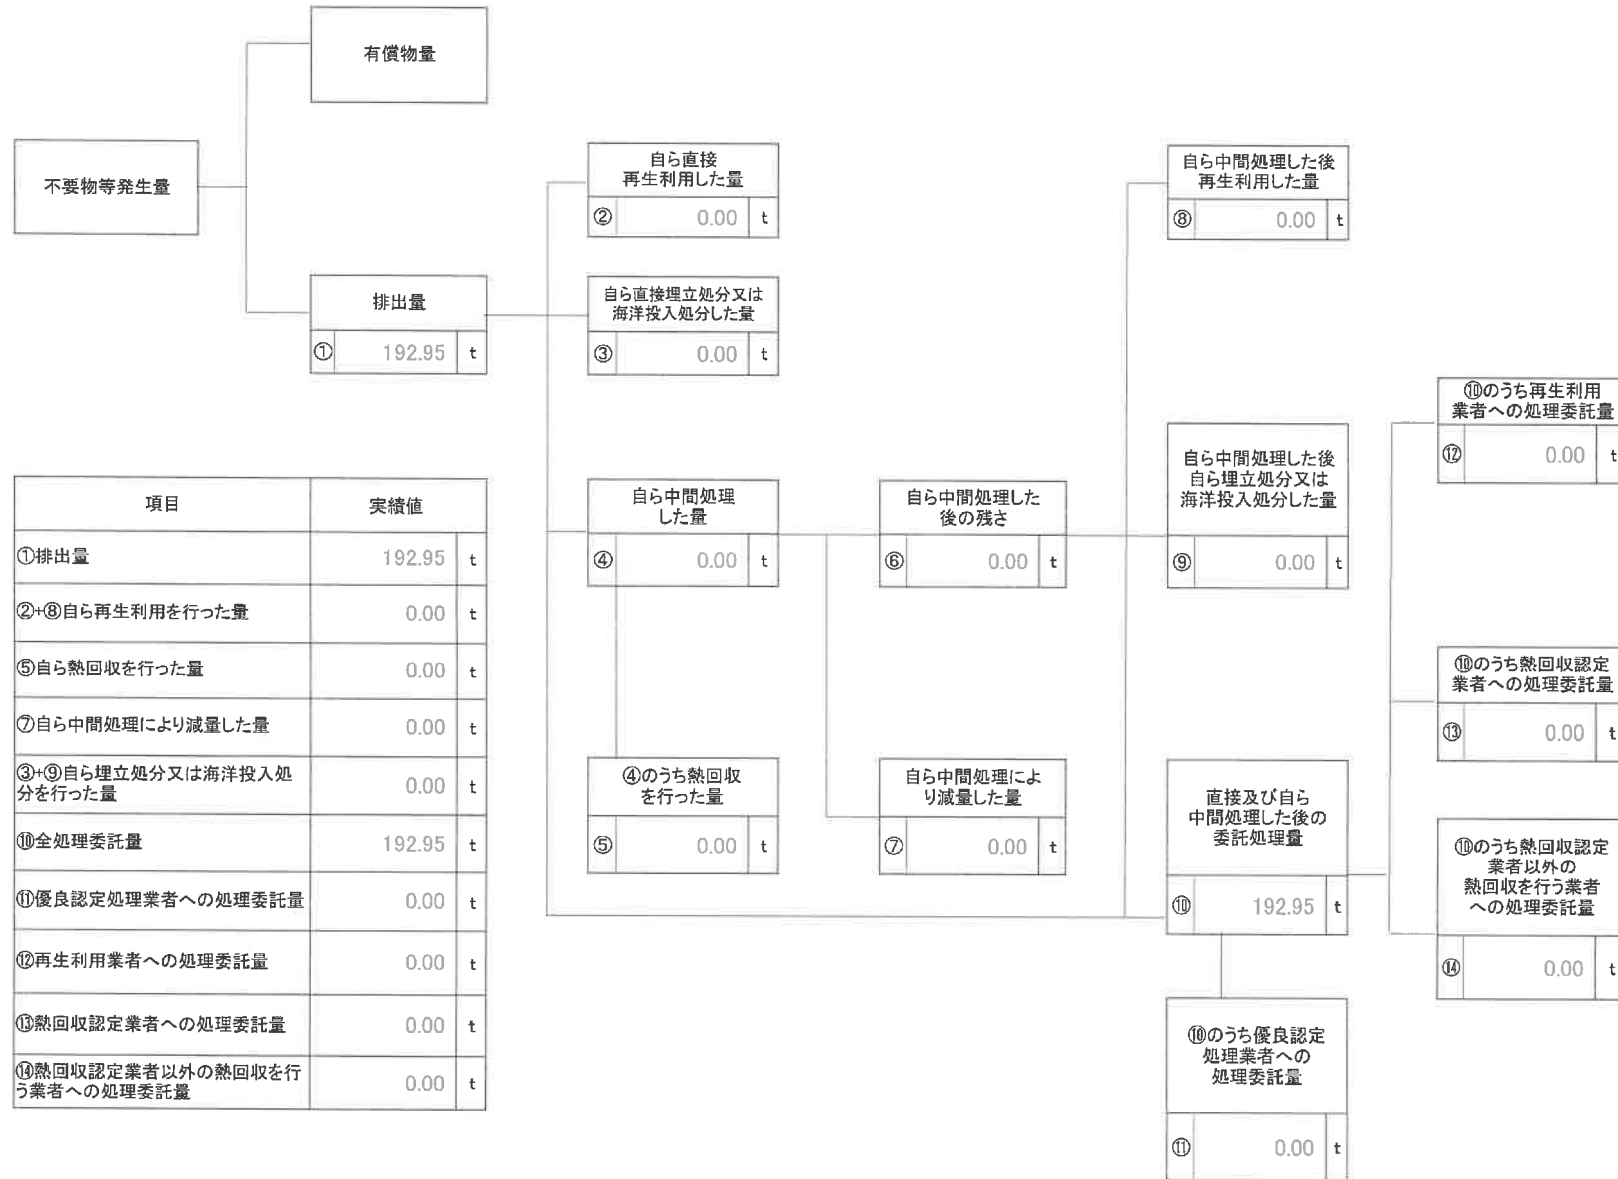 有償物量
不要物等発生量
排出量
① 192.95 t
自ら直接
再生利用した量
② 0.00 t
自ら直接埋立処分又は
海洋投入処分した量
③ 0.00 t
自ら中間処理
した量
④ 0.00 t
④のうち熱回収
を行った量
⑤ 0.00 t
自ら中間処理した
後の残さ
⑥ 0.00 t
自ら中間処理によ
り減量した量
⑦ 0.00 t
自ら中間処理した後
再生利用した量
⑧ 0.00 t
自ら中間処理した後
自ら埋立処分又は
海洋投入処分した量
⑨ 0.00 t
直接及び自ら
中間処理した後の
委託処理量
⑩ 192.95 t
⑩のうち優良認定
処理業者への
処理委託量
⑪ 0.00 t
⑩のうち再生利用
業者への処理委託量
⑫ 0.00 t
⑩のうち熱回収認定
業者への処理委託量
⑬ 0.00 t
⑩のうち熱回収認定
業者以外の
熱回収を行う業者
への処理委託量
⑭ 0.00 t
項目 実績値
①排出量 192.95 t
②+⑧自ら再生利用を行った量 0.00 t
⑤自ら熱回収を行った量 0.00 t
⑦自ら中間処理により減量した量 0.00 t
③+⑨自ら埋立処分又は海洋投入処
分を行った量 0.00 t
⑩全処理委託量 192.95 t
⑪優良認定処理業者への処理委託量 0.00 t
⑫再生利用業者への処理委託量 0.00 t
⑬熱回収認定業者への処理委託量 0.00 t
⑭熱回収認定業者以外の熱回収を行
う業者への処理委託量 0.00 t